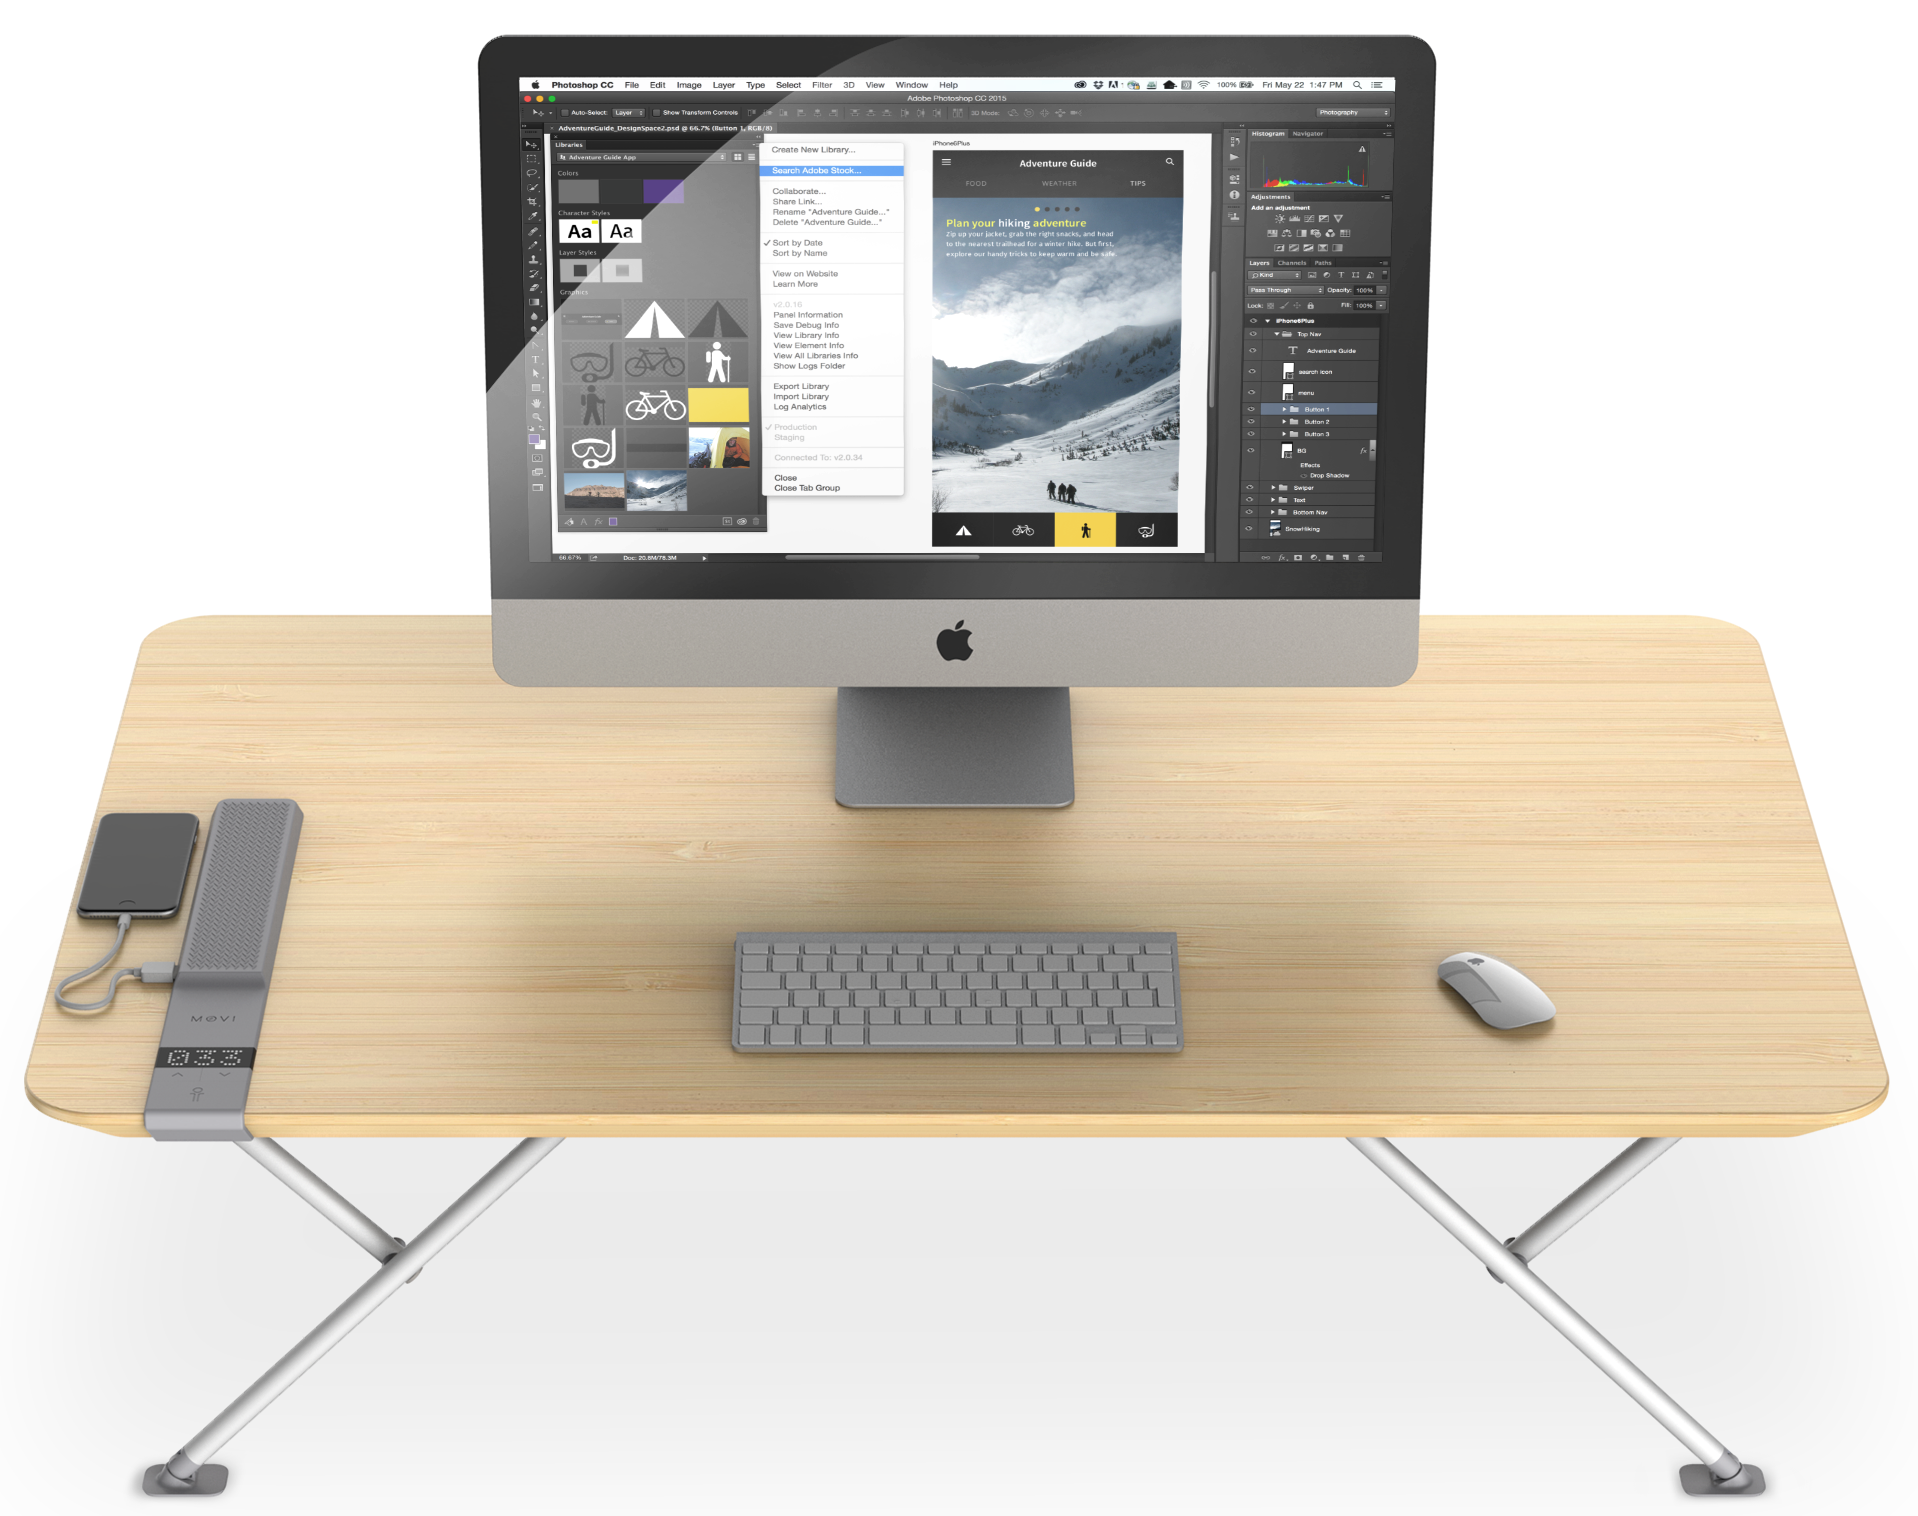 Photoshop CC File Edit Image Layer Type Select Filter 3D View Window Help 100% Fri May 22 1:47 PM
Adobe Photoshop CC 2015
Auto-Select: Layer Show Transform Controls 3D Mode: Photography
AdventureGuide_DesignSpace2.psd @ 66.7% (Button 1, RGB/8)
Libraries
Adventure Guide App
Colors
Character Styles
Aa Aa
Layer Styles
Graphics
66.67% Doc: 20.8M/78.3M
Create New Library...
Search Adobe Stock...
Collaborate...
Share Link...
Rename "Adventure Guide..."
Delete "Adventure Guide..."
Sort by Date
Sort by Name
View on Website
Learn More
v2.0.16
Panel Information
Save Debug Info
View Library Info
View Element Info
View All Libraries Info
Show Logs Folder
Export Library
Import Library
Log Analytics
Production
Staging
Connected To: v2.0.34
Close
Close Tab Group
iPhone6Plus
Adventure Guide
FOOD WEATHER TIPS
Plan your hiking adventure
Zip up your jacket, grab the right snacks, and head
to the nearest trailhead for a winter hike. But first,
explore our handy tricks to keep warm and be safe.
Histogram Navigator
Adjustments
Add an adjustment
Layers Channels Paths
Kind
Pass Through Opacity: 100%
Lock: Fill: 100%
iPhone6Plus
Top Nav
T Adventure Guide
search icon
menu
Button 1
Button 2
Button 3
BG fx
Effects
Drop Shadow
Swiper
Text
Bottom Nav
SnowHiking
MOVI
033